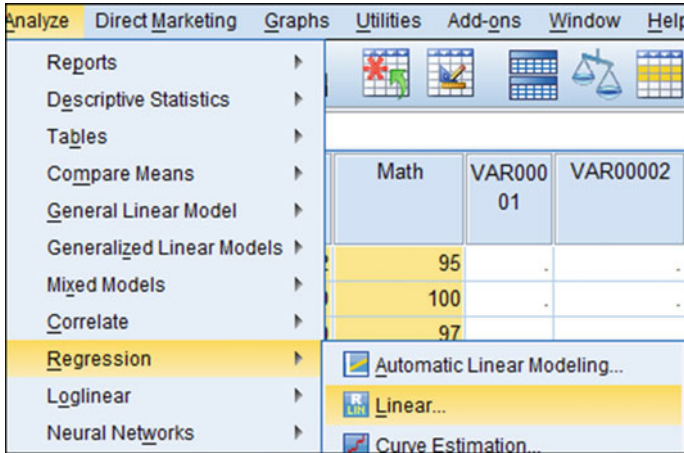 Analyze Direct Marketing Graphs Utilities Add-ons Window Help
Reports
Descriptive Statistics
Tables
Compare Means
General Linear Model
Generalized Linear Models
Mixed Models
Correlate
Regression
Loglinear
Neural Networks
Math VAR000 VAR00002
01
95 . .
100 . .
97
Automatic Linear Modeling...
R
LIN
Linear...
Curve Estimation...